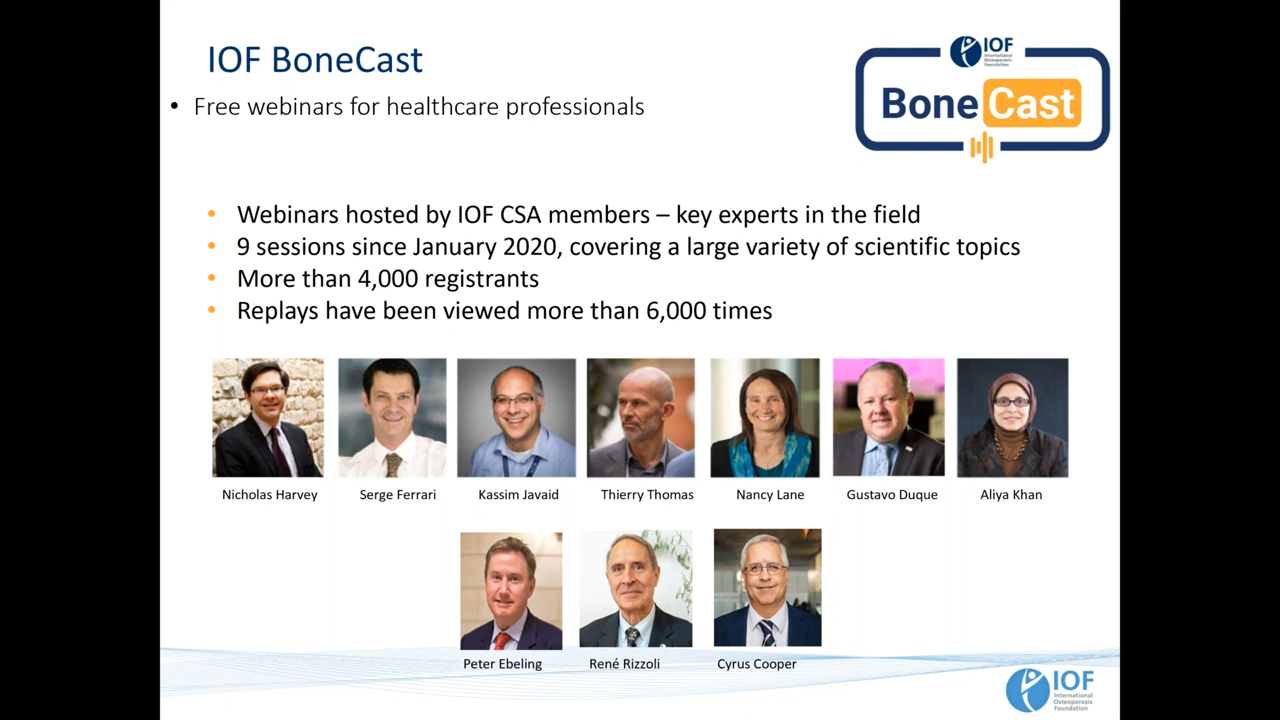 IOF BoneCast
• Free webinars for healthcare professionals
IOF
International
Osteoporosis
Foundation
BoneCast
• Webinars hosted by IOF CSA members – key experts in the field
• 9 sessions since January 2020, covering a large variety of scientific topics
• More than 4,000 registrants
• Replays have been viewed more than 6,000 times
Nicholas Harvey
Serge Ferrari
Kassim Javaid
Thierry Thomas
Nancy Lane
Gustavo Duque
Aliya Khan
Peter Ebeling
René Rizzoli
Cyrus Cooper
IOF
International
Osteoporosis
Foundation